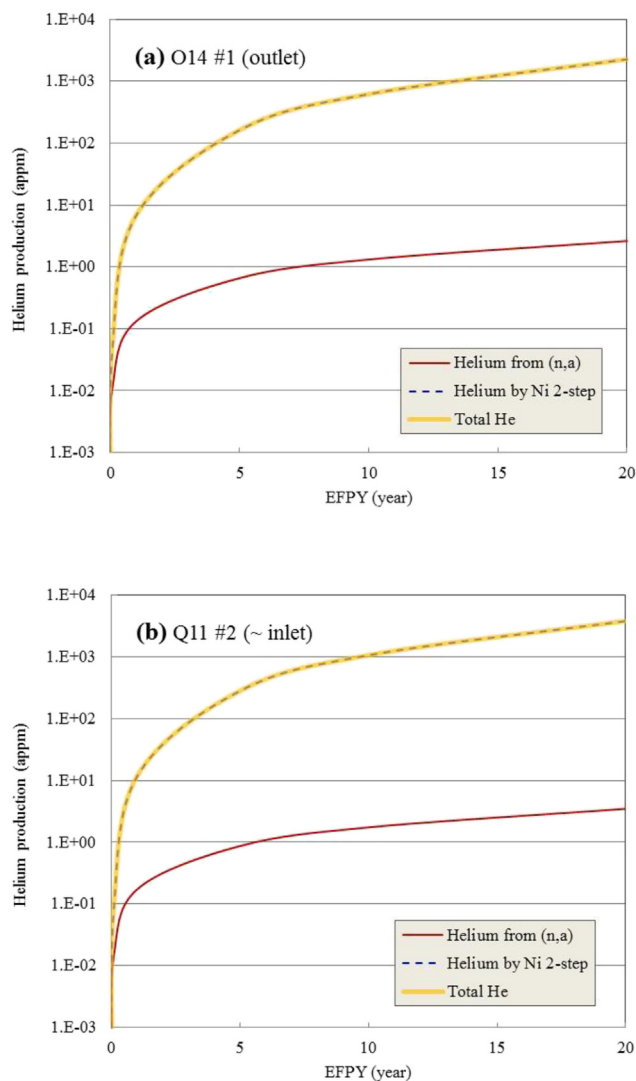 1.E+04
(a) O14 #1 (outlet)
1.E+03
1.E+02
1.E+01
1.E+00
1.E-01
1.E-02
1.E-03
Helium production (appm)
Helium from (n,a)
Helium by Ni 2-step
Total He
0 5 10 15 20
EFPY (year)
1.E+04
(b) Q11 #2 (~ inlet)
1.E+03
1.E+02
1.E+01
1.E+00
1.E-01
1.E-02
1.E-03
Helium production (appm)
Helium from (n,a)
Helium by Ni 2-step
Total He
0 5 10 15 20
EFPY (year)